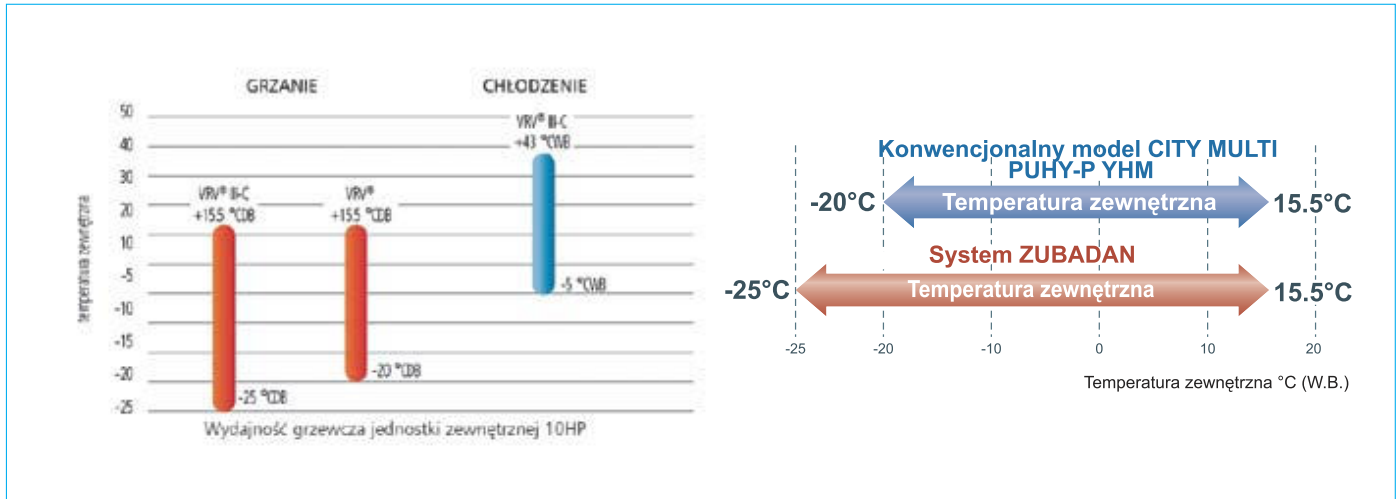 GRZANIE
CHŁODZENIE
temperatura zewnętrzna
50
40
30
20
10
-5
-10
-15
-20
-25
VRV® III-C
+15.5 °CDB
VRV®
+15.5 °CDB
VRV® III-C
+43 °CWB
-25 °CDB
-20 °CDB
-5 °CWB
Wydajność grzewcza jednostki zewnętrznej 10HP
Konwencjonalny model CITY MULTI
PUHY-P YHM
-20°C
Temperatura zewnętrzna
15.5°C
System ZUBADAN
-25°C
Temperatura zewnętrzna
15.5°C
-25
-20
-10
0
10
20
Temperatura zewnętrzna °C (W.B.)